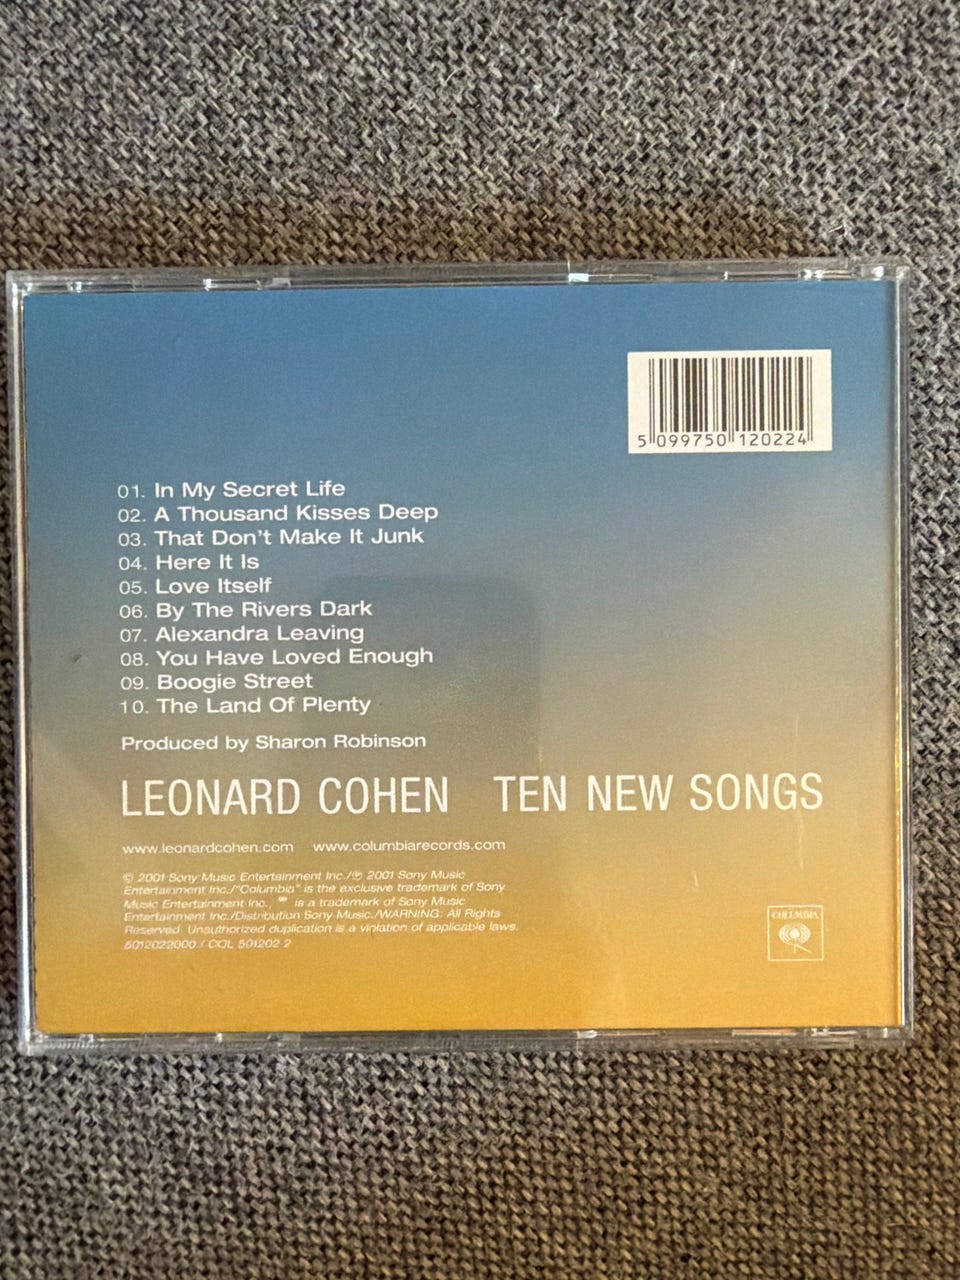 5 099750 120224
01. In My Secret Life
02. A Thousand Kisses Deep
03. That Don't Make It Junk
04. Here It Is
05. Love Itself
06. By The Rivers Dark
07. Alexandra Leaving
08. You Have Loved Enough
09. Boogie Street
10. The Land Of Plenty
Produced by Sharon Robinson
LEONARD COHEN TEN NEW SONGS
www.leonardcohen.com www.columbiarecords.com
© 2001 Sony Music Entertainment Inc./℗ 2001 Sony Music
Entertainment Inc./"Columbia" is the exclusive trademark of Sony
Music Entertainment Inc., is a trademark of Sony Music
Entertainment Inc./Distribution Sony Music./WARNING: All Rights
Reserved. Unauthorized duplication is a violation of applicable laws.
5012022000 / COL 501202 2
COLUMBIA